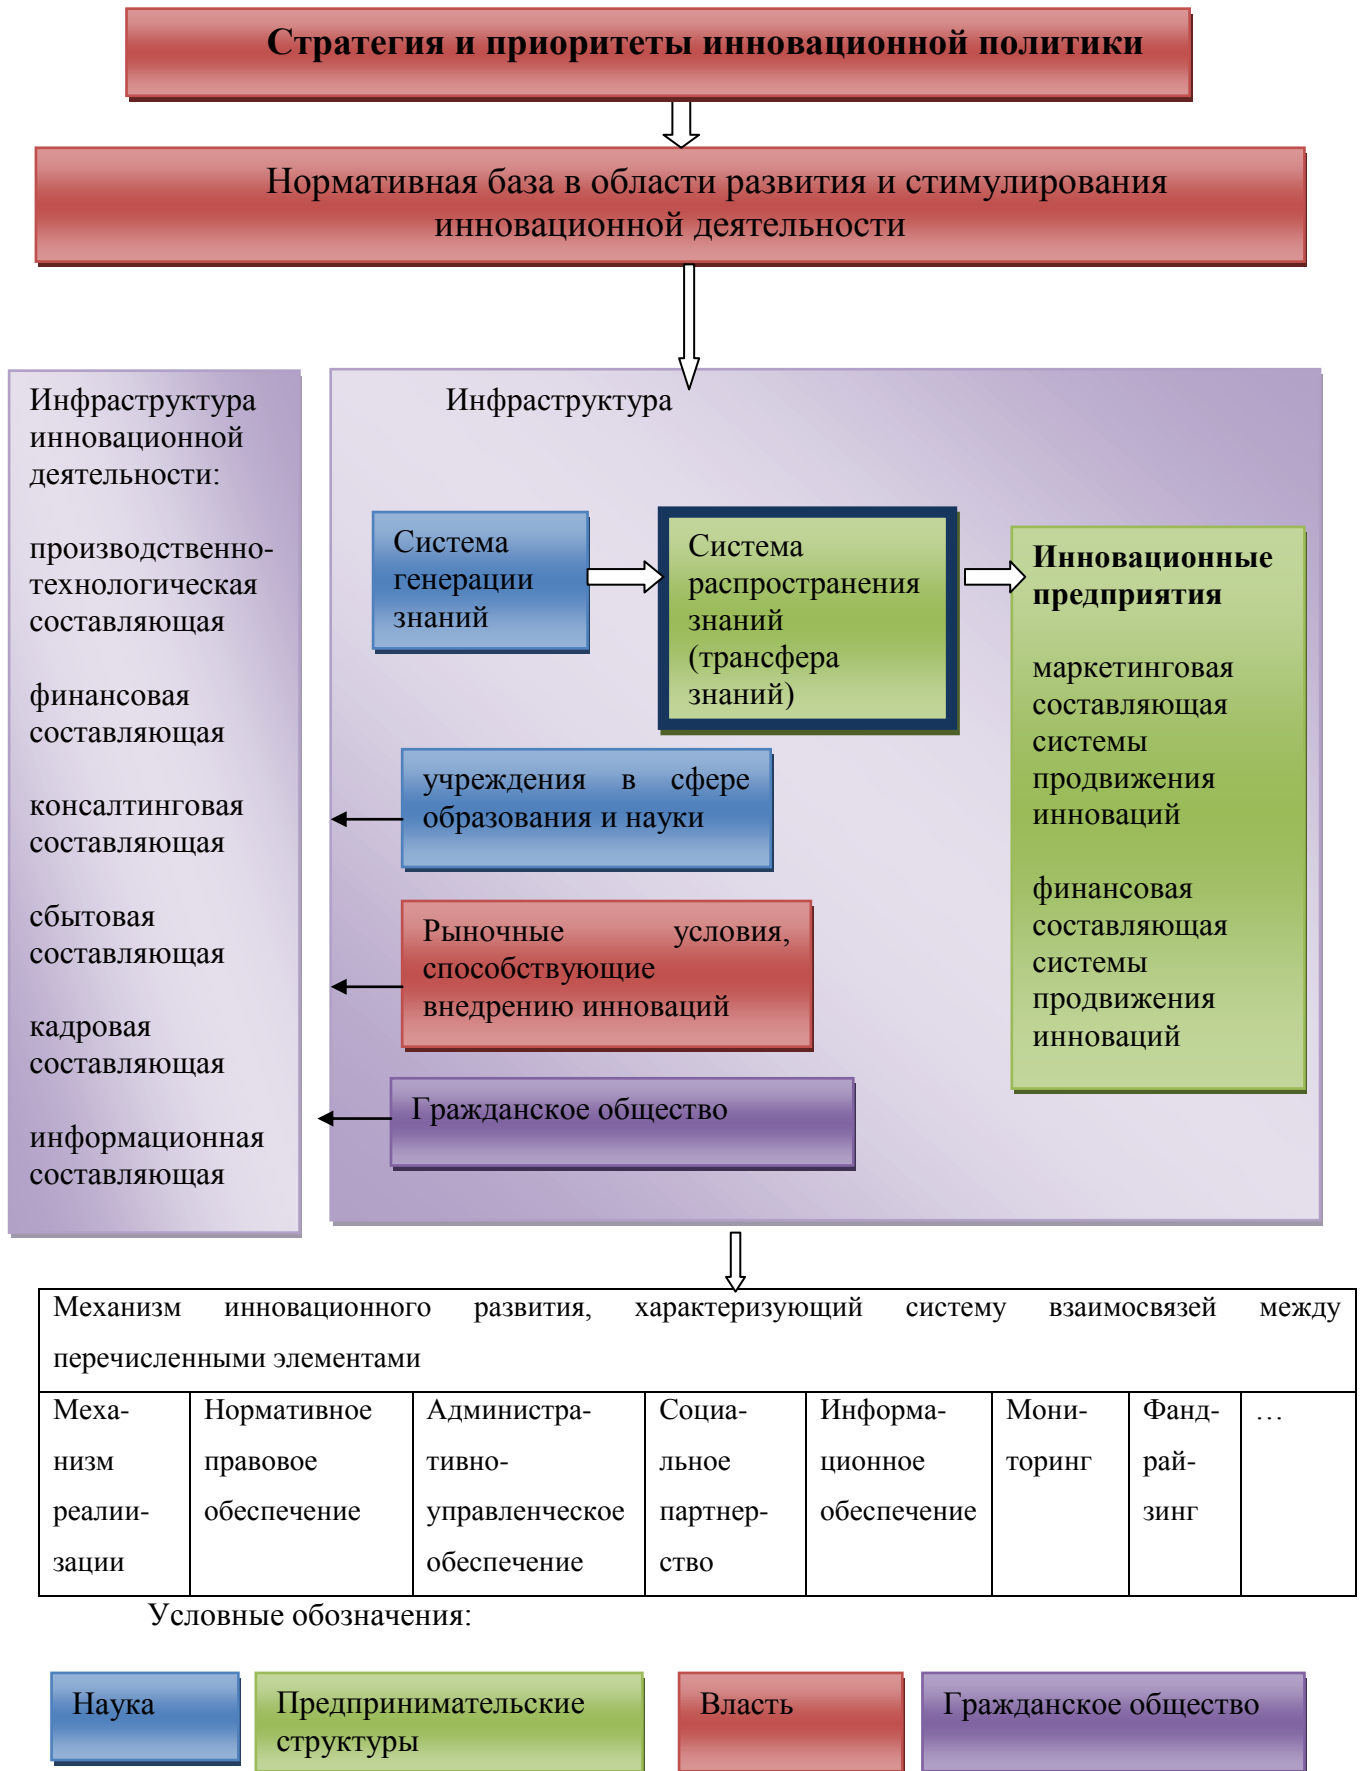 Стратегия и приоритеты инновационной политики
Нормативная база в области развития и стимулирования
инновационной деятельности
Инфраструктура
инновационной
деятельности:
производственно-
технологическая
составляющая
финансовая
составляющая
консалтинговая
составляющая
сбытовая
составляющая
кадровая
составляющая
информационная
составляющая
Инфраструктура
Система
генерации
знаний
Система
распространения
знаний
(трансфера
знаний)
Инновационные
предприятия
маркетинговая
составляющая
системы
продвижения
инноваций
финансовая
составляющая
системы
продвижения
инноваций
учреждения в сфере
образования и науки
Рыночные условия,
способствующие
внедрению инноваций
Гражданское общество
Механизм инновационного развития, характеризующий систему взаимосвязей между
перечисленными элементами
Меха-
низм
реалии-
зации
Нормативное
правовое
обеспечение
Администра-
тивно-
управленческое
обеспечение
Социа-
льное
партнер-
ство
Информа-
ционное
обеспечение
Мони-
торинг
Фанд-
рай-
зинг
…
Условные обозначения:
Наука
Предпринимательские
структуры
Власть
Гражданское общество